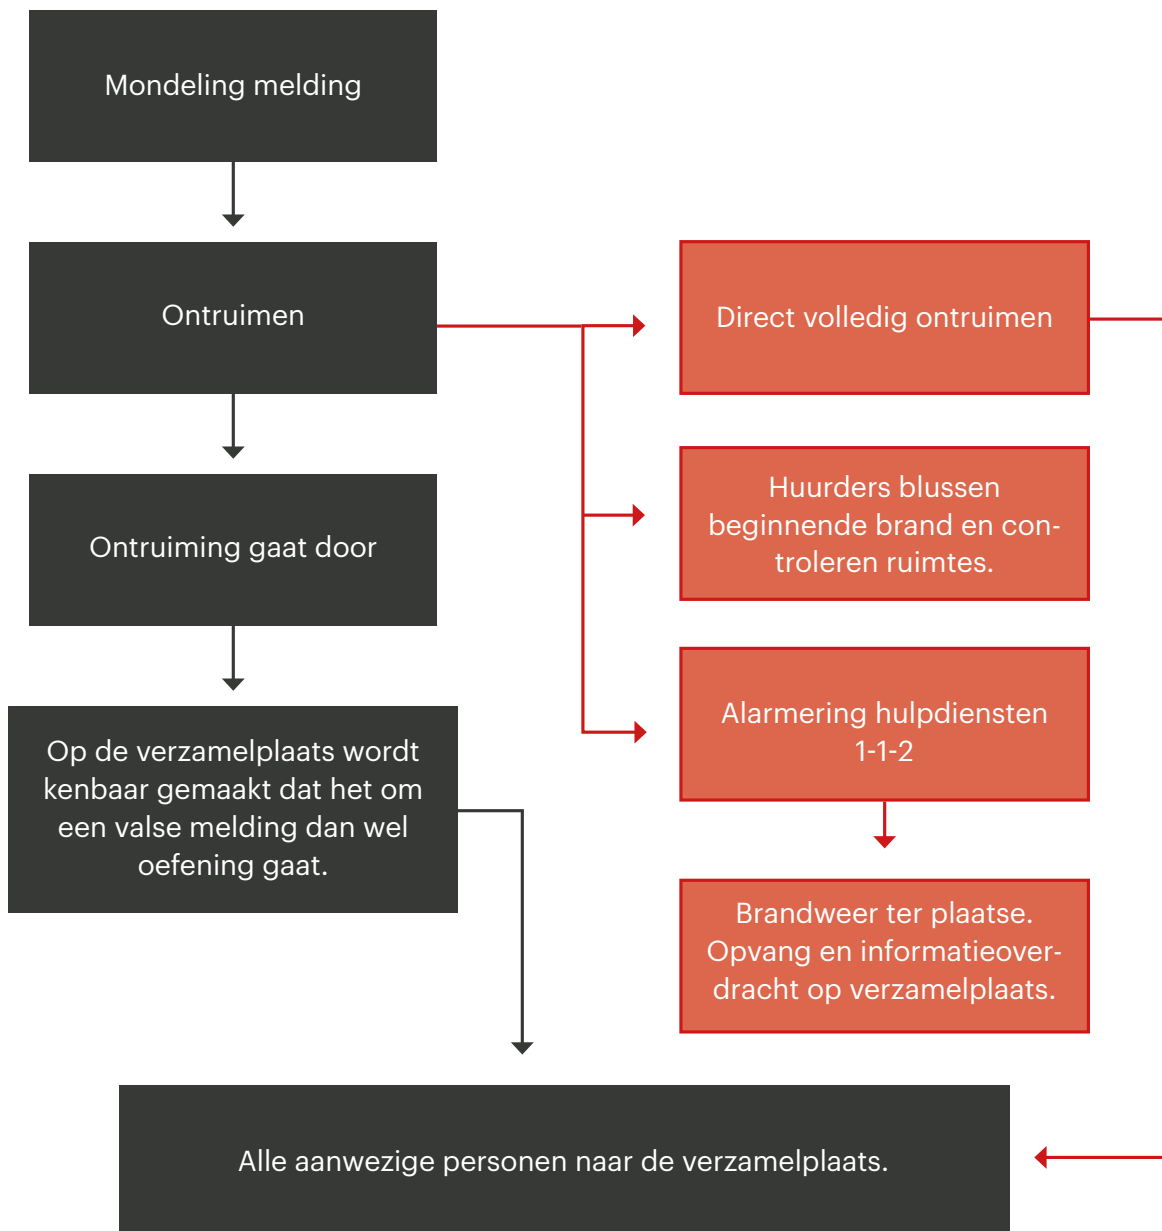 Mondeling melding
Ontruimen
Direct volledig ontruimen
Huurders blussen
beginnende brand en con-
troleren ruimtes.
Ontruiming gaat door
Alarmering hulpdiensten
1-1-2
Op de verzamelplaats wordt
kenbaar gemaakt dat het om
een valse melding dan wel
oefening gaat.
Brandweer ter plaatse.
Opvang en informatieover-
dracht op verzamelplaats.
Alle aanwezige personen naar de verzamelplaats.